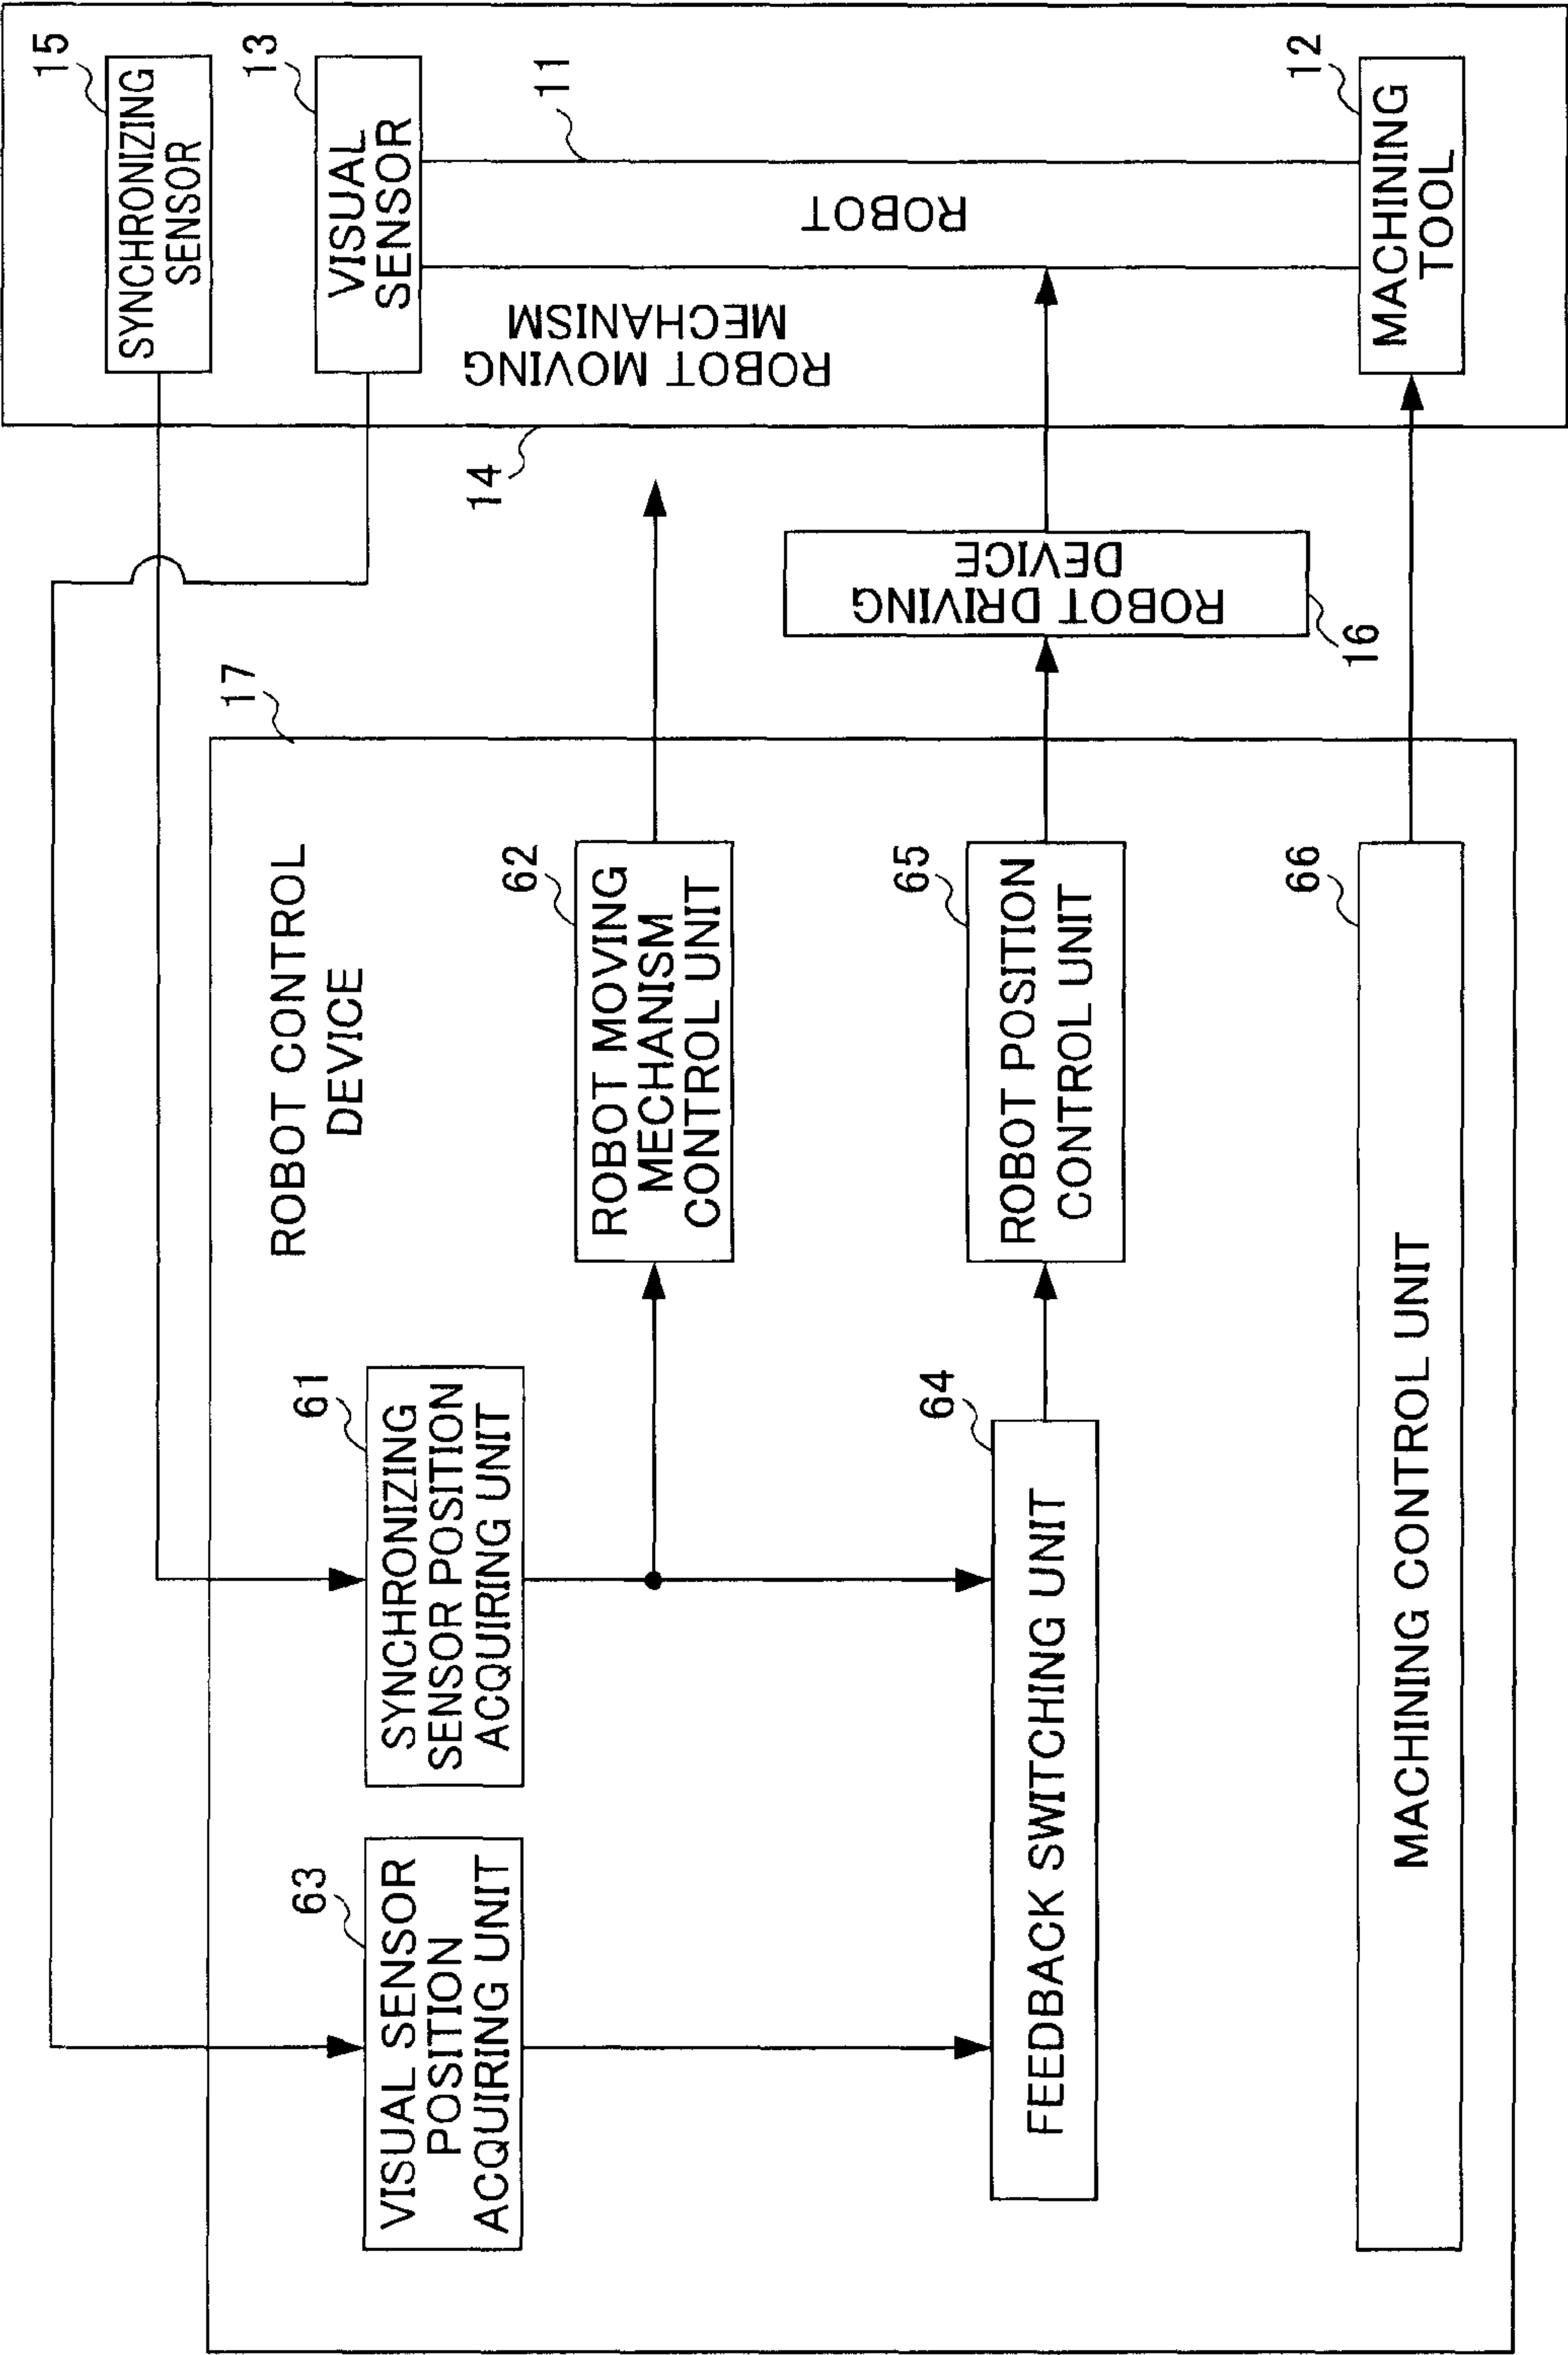 17
ROBOT CONTROL
DEVICE
63
VISUAL SENSOR
POSITION
ACQUIRING UNIT
61
SYNCHRONIZING
SENSOR POSITION
ACQUIRING UNIT
62
ROBOT MOVING
MECHANISM
CONTROL UNIT
64
FEEDBACK SWITCHING UNIT
65
ROBOT POSITION
CONTROL UNIT
66
MACHINING CONTROL UNIT
16
ROBOT DRIVING
DEVICE
14
ROBOT MOVING
MECHANISM
15
SYNCHRONIZING
SENSOR
13
VISUAL
SENSOR
11
ROBOT
12
MACHINING
TOOL